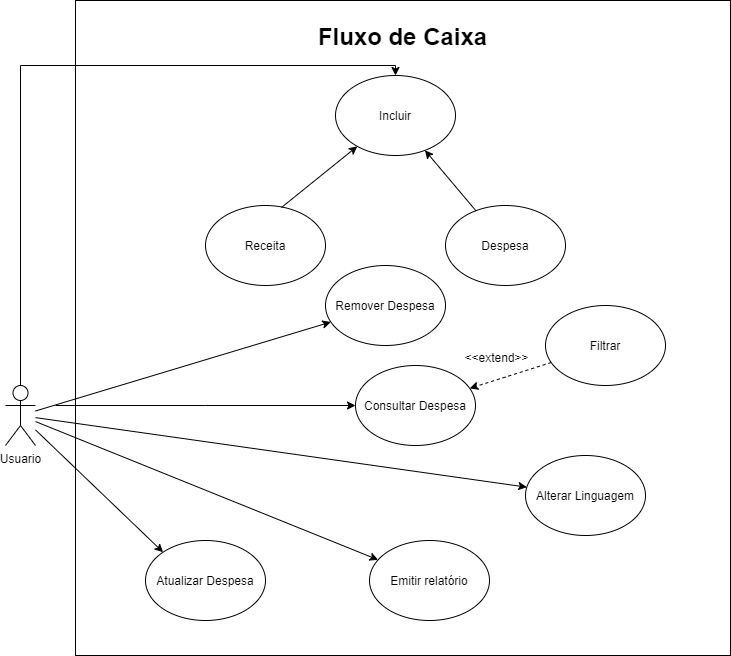 Fluxo de Caixa
Incluir
Receita
Despesa
Remover Despesa
Filtrar
<<extend>>
Consultar Despesa
Usuario
Alterar Linguagem
Atualizar Despesa
Emitir relatório